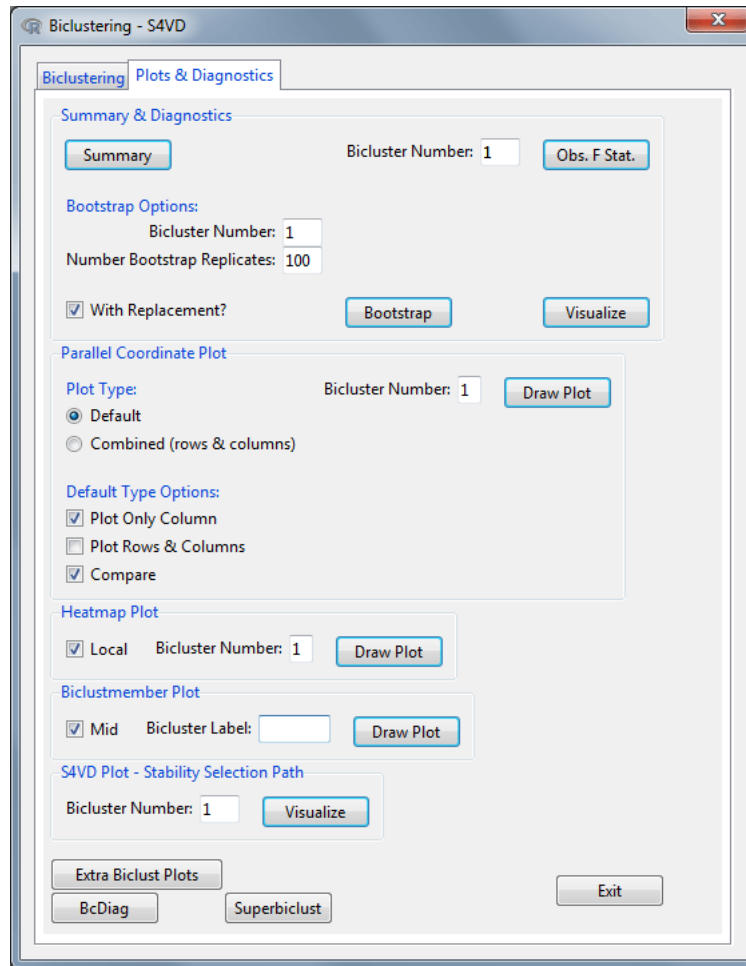 Biclustering - S4VD
Biclustering Plots & Diagnostics
Summary & Diagnostics
Summary Bicluster Number: 1 Obs. F Stat.
Bootstrap Options:
Bicluster Number: 1
Number Bootstrap Replicates: 100
With Replacement? Bootstrap Visualize
Parallel Coordinate Plot
Plot Type: Bicluster Number: 1 Draw Plot
Default
Combined (rows & columns)
Default Type Options:
Plot Only Column
Plot Rows & Columns
Compare
Heatmap Plot
Local Bicluster Number: 1 Draw Plot
Biclustmember Plot
Mid Bicluster Label: Draw Plot
S4VD Plot - Stability Selection Path
Bicluster Number: 1 Visualize
Extra Biclust Plots
Exit
BcDiag Superbiclust